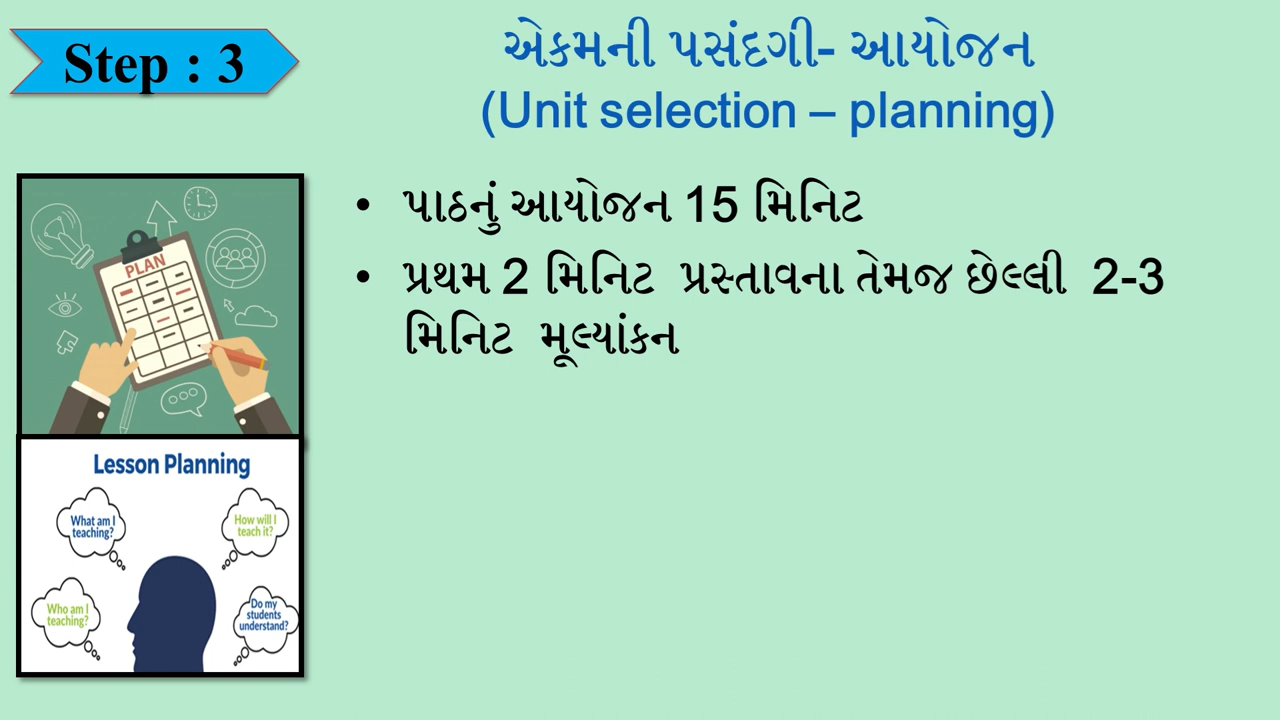 Step : 3
એકમની પસંદગી- આયોજન
(Unit selection – planning)
• પાઠનું આયોજન 15 મિનિટ
• પ્રથમ 2 મિનિટ પ્રસ્તાવના તેમજ છેલ્લી 2-3
મિનિટ મૂલ્યાંકન
PLAN
Lesson Planning
What am I
teaching?
How will I
teach it?
Who am I
teaching?
Do my
students
understand?